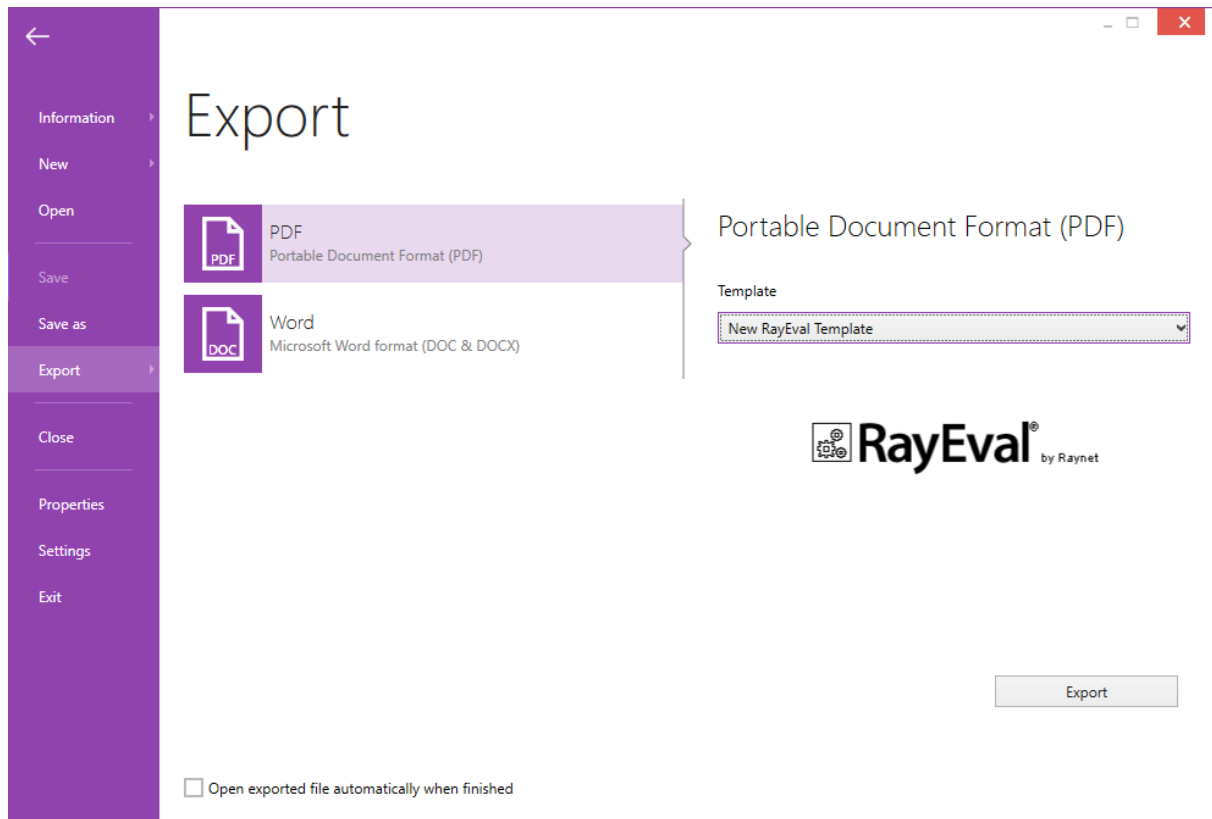 Information
New
Open
Save
Save as
Export
Close
Properties
Settings
Exit
Export
PDF
PDF
Portable Document Format (PDF)
DOC
Word
Microsoft Word format (DOC & DOCX)
Portable Document Format (PDF)
Template
New RayEval Template
RayEval® by Raynet
Export
Open exported file automatically when finished